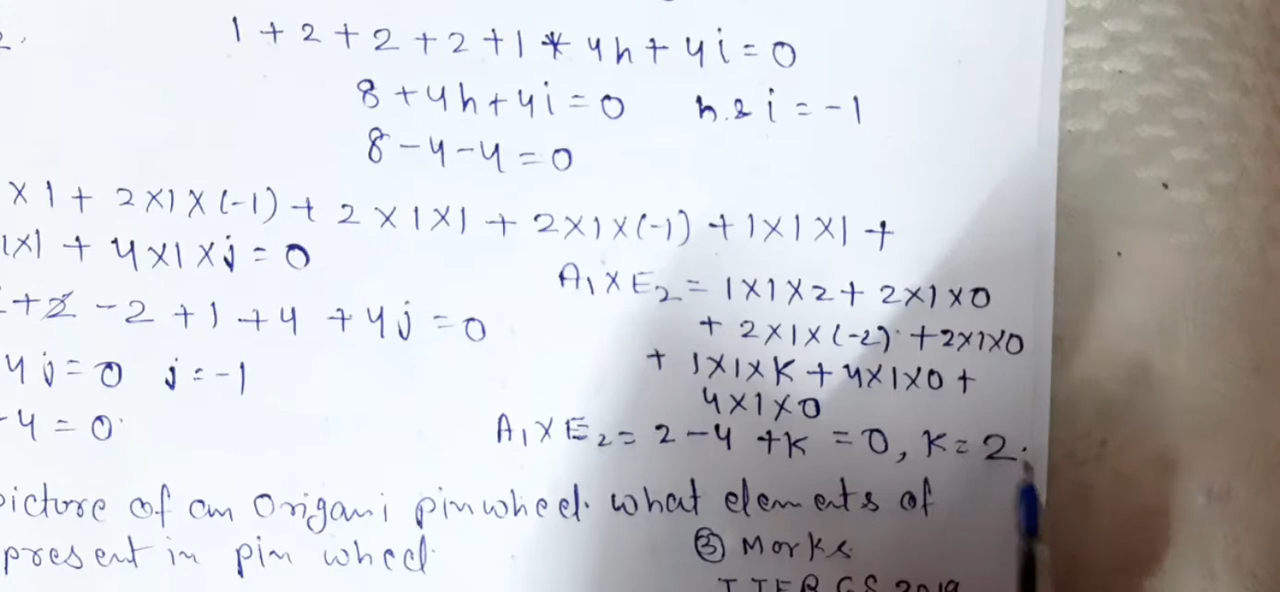 2.
1 + 2 + 2 + 2 + 1 * 4h + 4i = 0
8 + 4h + 4i = 0 h & i = -1
8 - 4 - 4 = 0
x 1 + 2x1x(-1) + 2x1x1 + 2x1x(-1) + 1x1x1 +
1x1 + 4x1xj = 0
A1 x E2 = 1x1x2 + 2x1x0
+2 - 2 + 1 + 4 + 4j = 0
+ 2x1x(-2) + 2x1x0
4j = 0 j = -1
+ 1x1xK + 4x1x0 +
4x1x0
-4 = 0
A1 x E2 = 2 - 4 + K = 0, K = 2.
picture of an Origani pinwheel. what elements of
present in pin wheel.
③ Marks